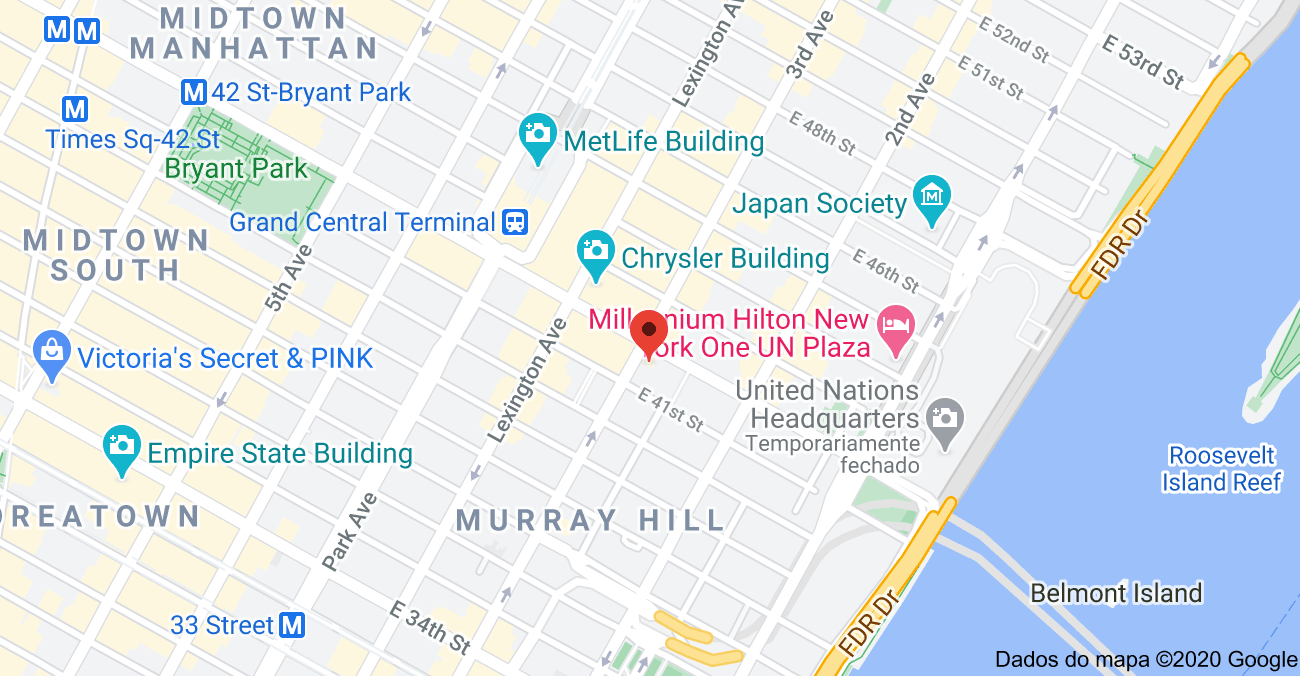 MIDTOWN
MANHATTAN
M
M
M
42 St-Bryant Park
M
Times Sq-42 St
Bryant Park
Lexington Av
3rd Ave
2nd Ave
E 52nd St
E 53rd St
E 51st St
E 48th St
MetLife Building
Japan Society
M
Grand Central Terminal
MIDTOWN
SOUTH
5th Ave
Chrysler Building
E 46th St
FDR Dr
Hilton New
One UN Plaza
Victoria's Secret & PINK
Lexington Ave
E 41st St
United Nations
Headquarters
Temporariamente
fechado
Empire State Building
Roosevelt
Island Reef
OREATOWN
MURRAY HILL
Park Ave
33 Street
M
E 34th St
FDR Dr
Belmont Island
Dados do mapa ©2020 Google